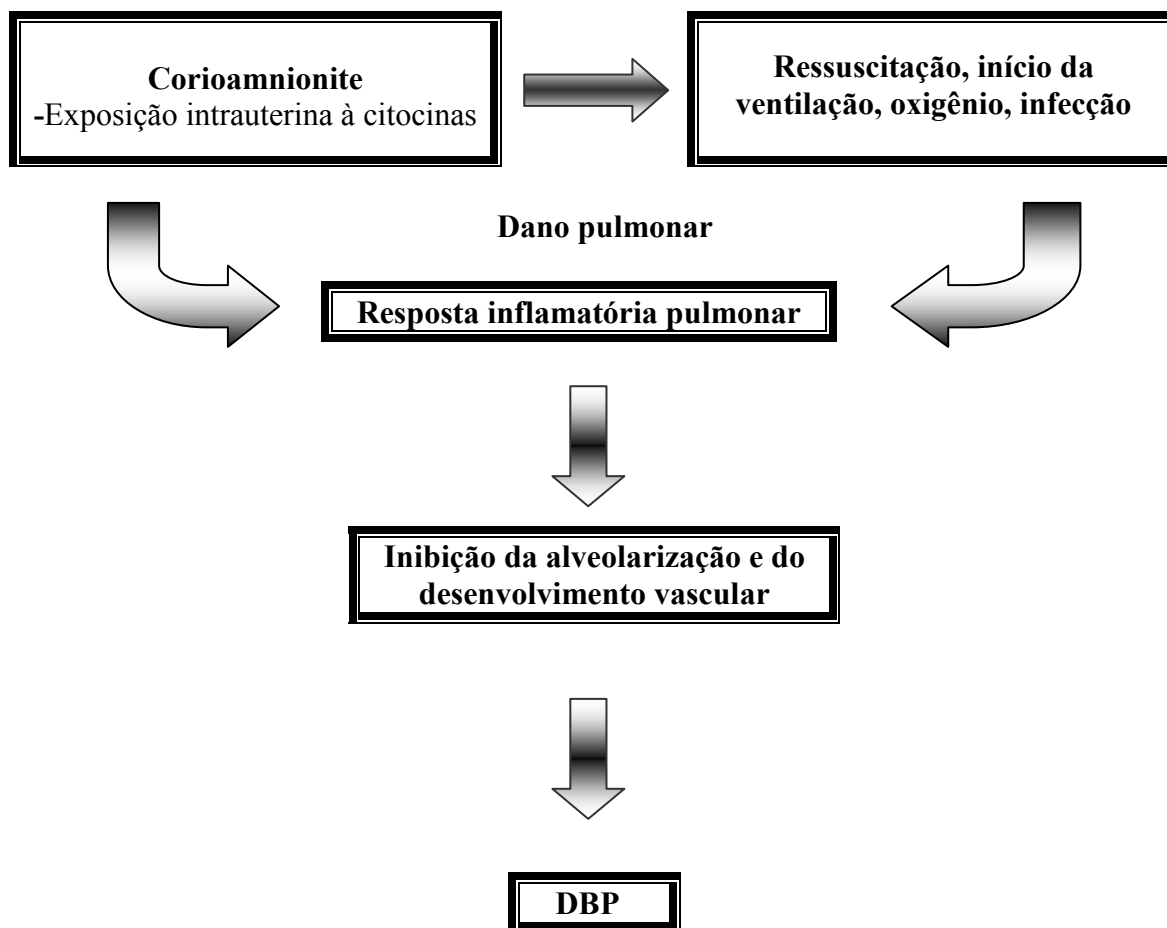 Corioamnionite
-Exposição intrauterina à citocinas
Ressuscitação, início da
ventilação, oxigênio, infecção
Dano pulmonar
Resposta inflamatória pulmonar
Inibição da alveolarização e do
desenvolvimento vascular
DBP